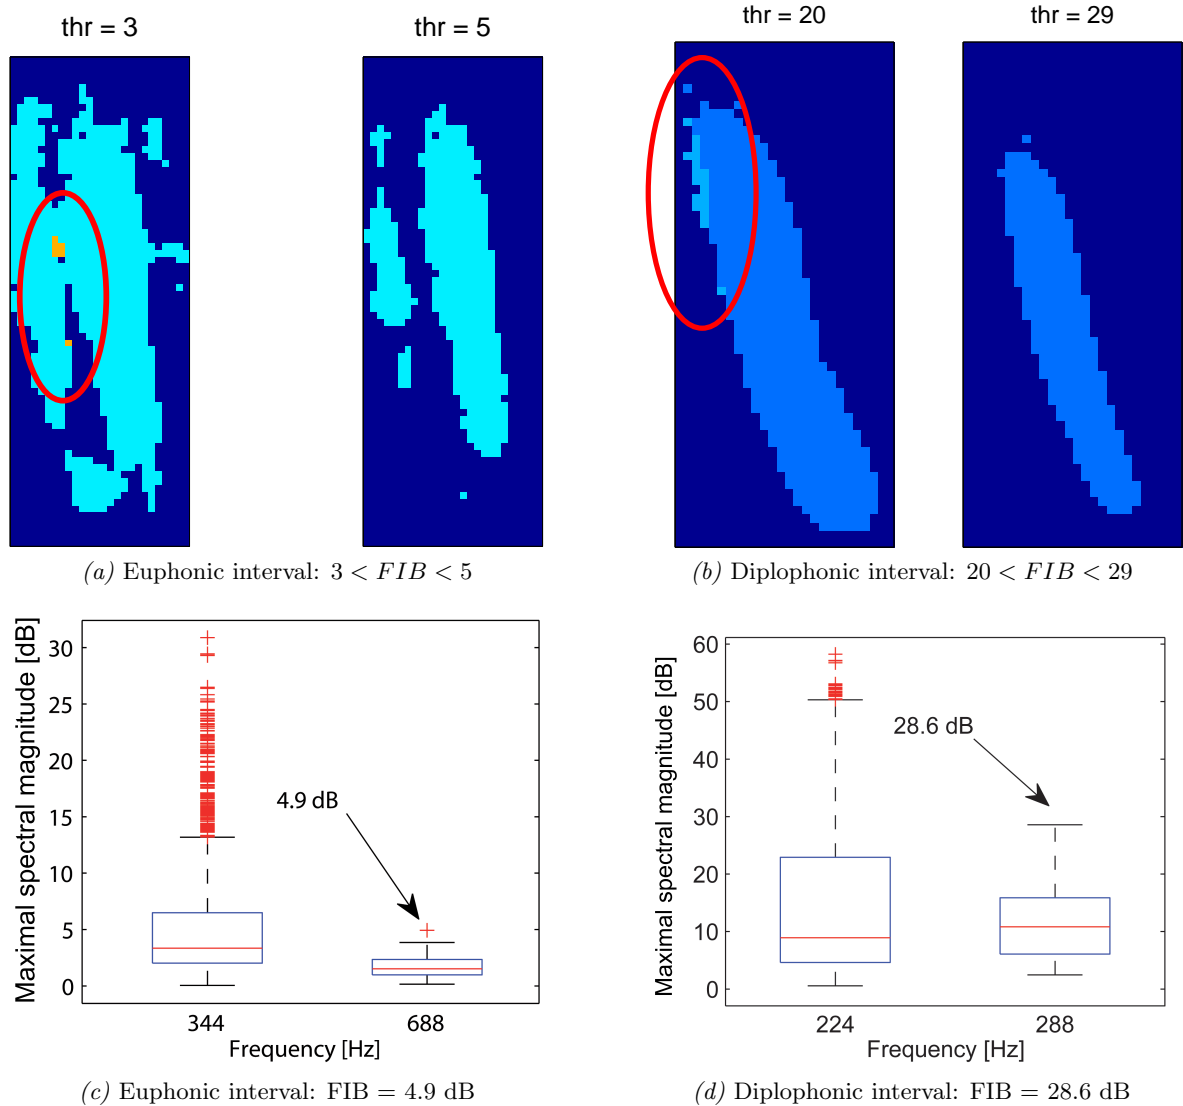 thr = 3
thr = 5
thr = 20
thr = 29
(a) Euphonic interval: 3 < FIB < 5
(b) Diplophonic interval: 20 < FIB < 29
Maximal spectral magnitude [dB]
30
25
20
15
10
5
0
4.9 dB
344
688
Frequency [Hz]
Maximal spectral magnitude [dB]
60
50
40
30
20
10
0
28.6 dB
224
288
Frequency [Hz]
(c) Euphonic interval: FIB = 4.9 dB
(d) Diplophonic interval: FIB = 28.6 dB